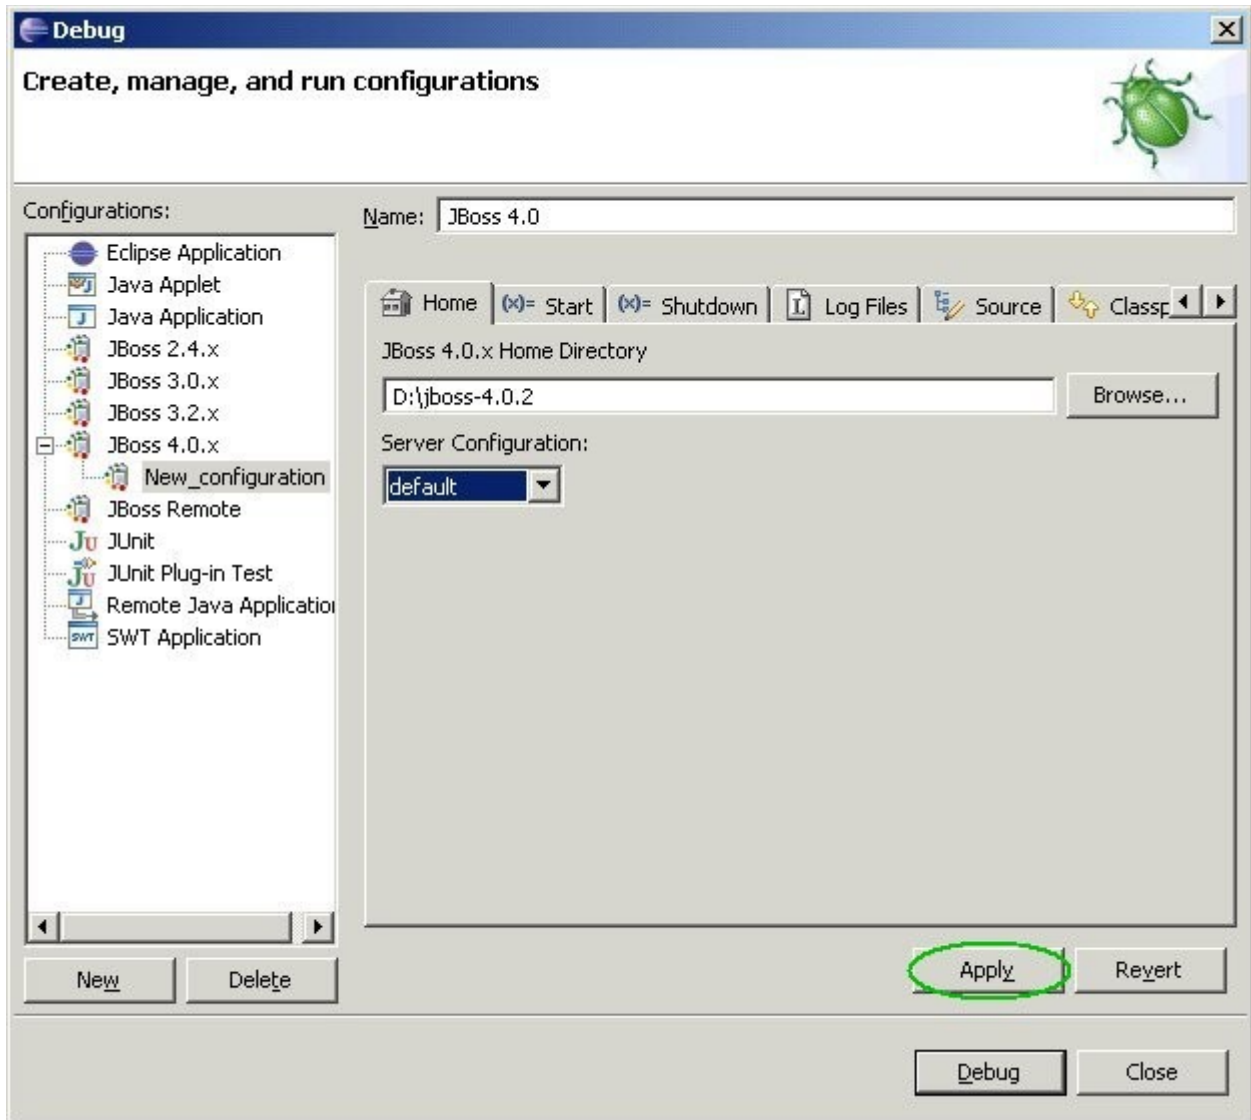 Debug
Create, manage, and run configurations
Configurations:
Name: JBoss 4.0
Eclipse Application
Java Applet
Java Application
JBoss 2.4.x
JBoss 3.0.x
JBoss 3.2.x
JBoss 4.0.x
New_configuration
JBoss Remote
JUnit
JUnit Plug-in Test
Remote Java Application
SWT Application
Home (x)= Start (x)= Shutdown Log Files Source Classp
JBoss 4.0.x Home Directory
D:\jboss-4.0.2 Browse...
Server Configuration:
default
New Delete
Apply Revert
Debug Close